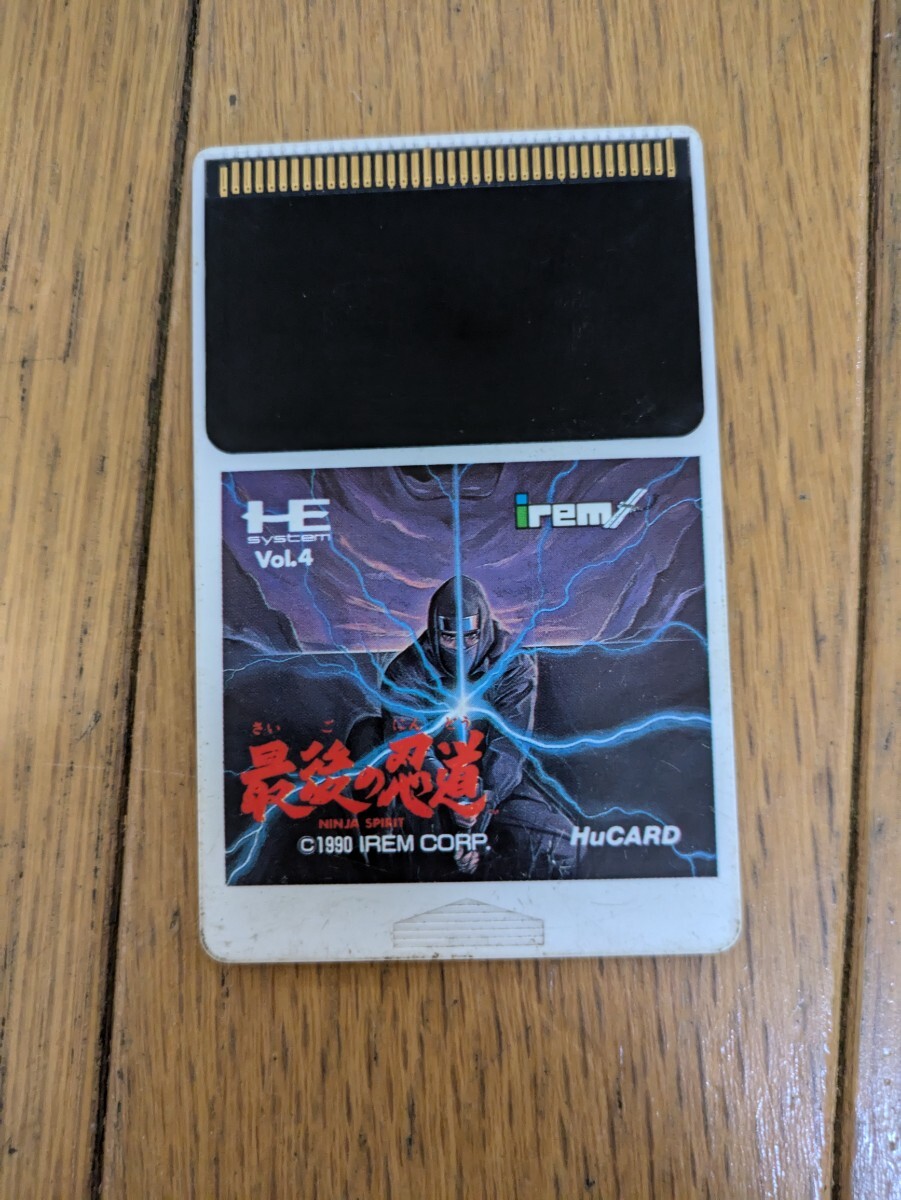 HE
system
Vol.4
irem
さいご にんどう
最後の忍道
NINJA SPIRIT
™
©1990 IREM CORP.
HuCARD